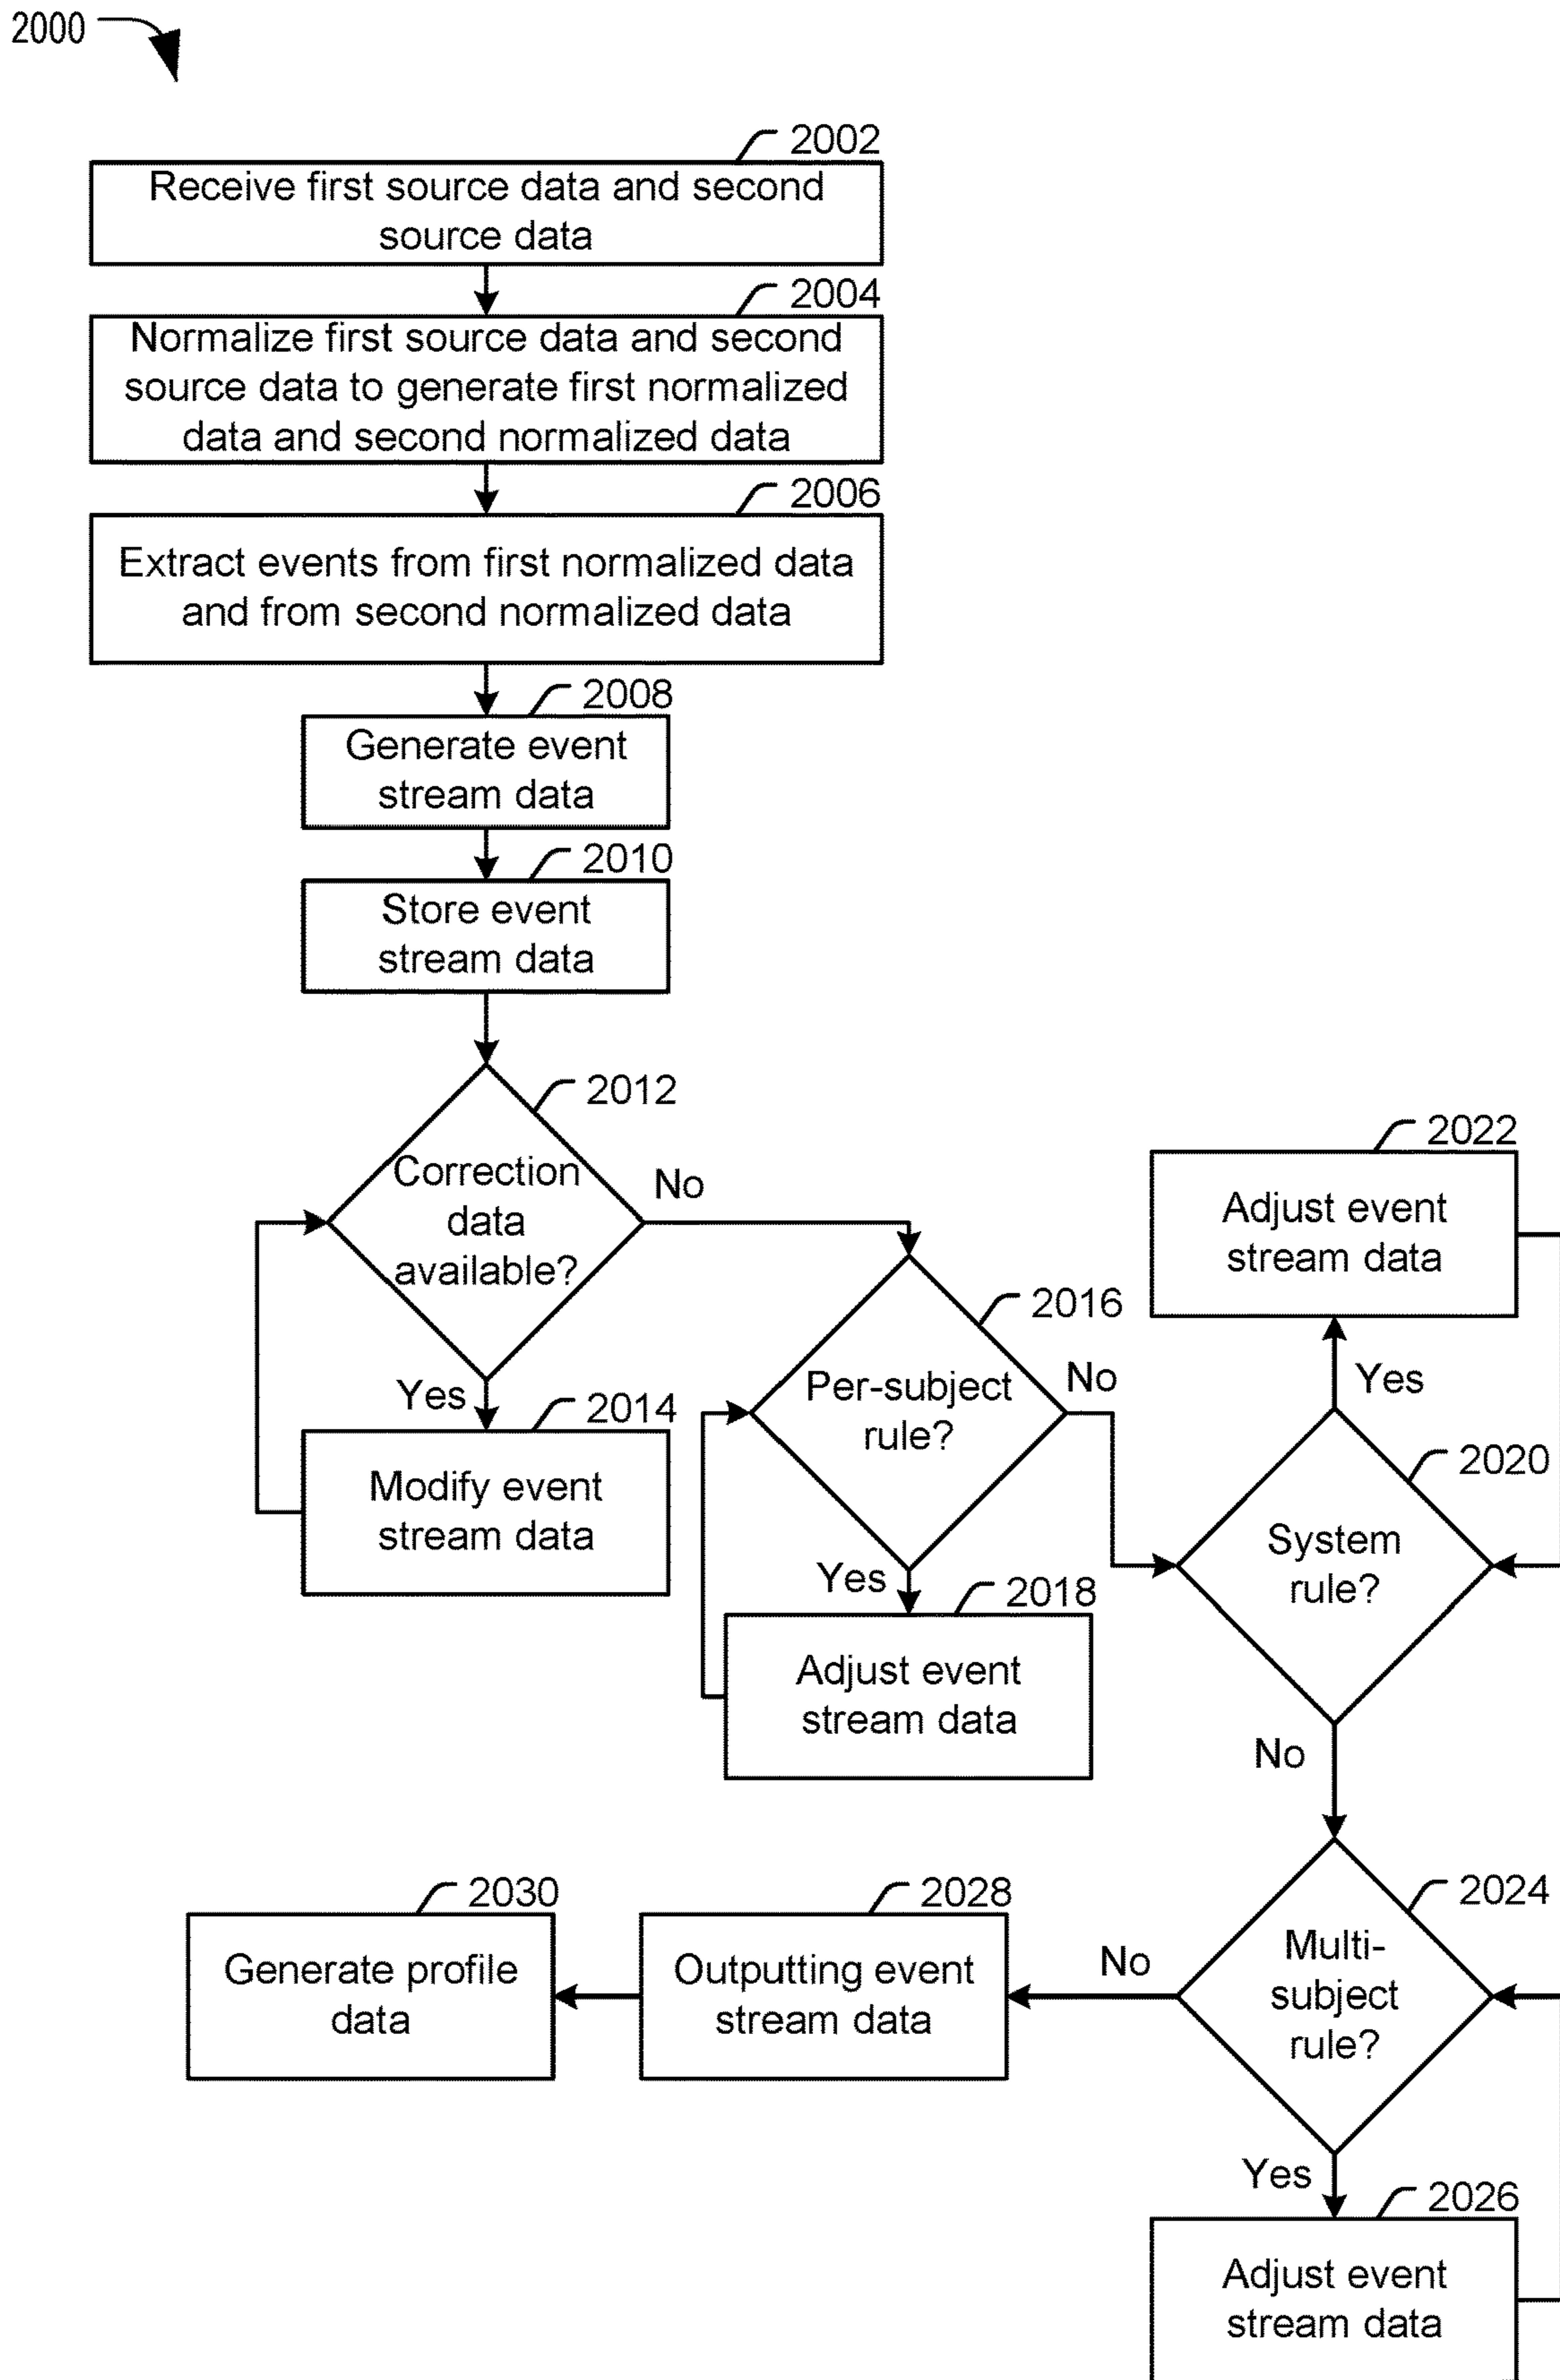 2000
2002
Receive first source data and second
source data
2004
Normalize first source data and second
source data to generate first normalized
data and second normalized data
2006
Extract events from first normalized data
and from second normalized data
2008
Generate event
stream data
2010
Store event
stream data
2012
Correction
data
available?
No
Yes
2014
Modify event
stream data
2016
Per-subject
rule?
No
Yes
2018
Adjust event
stream data
2022
Adjust event
stream data
Yes
2020
System
rule?
No
2024
Multi-
subject
rule?
No
Yes
2026
Adjust event
stream data
2028
Outputting event
stream data
2030
Generate profile
data